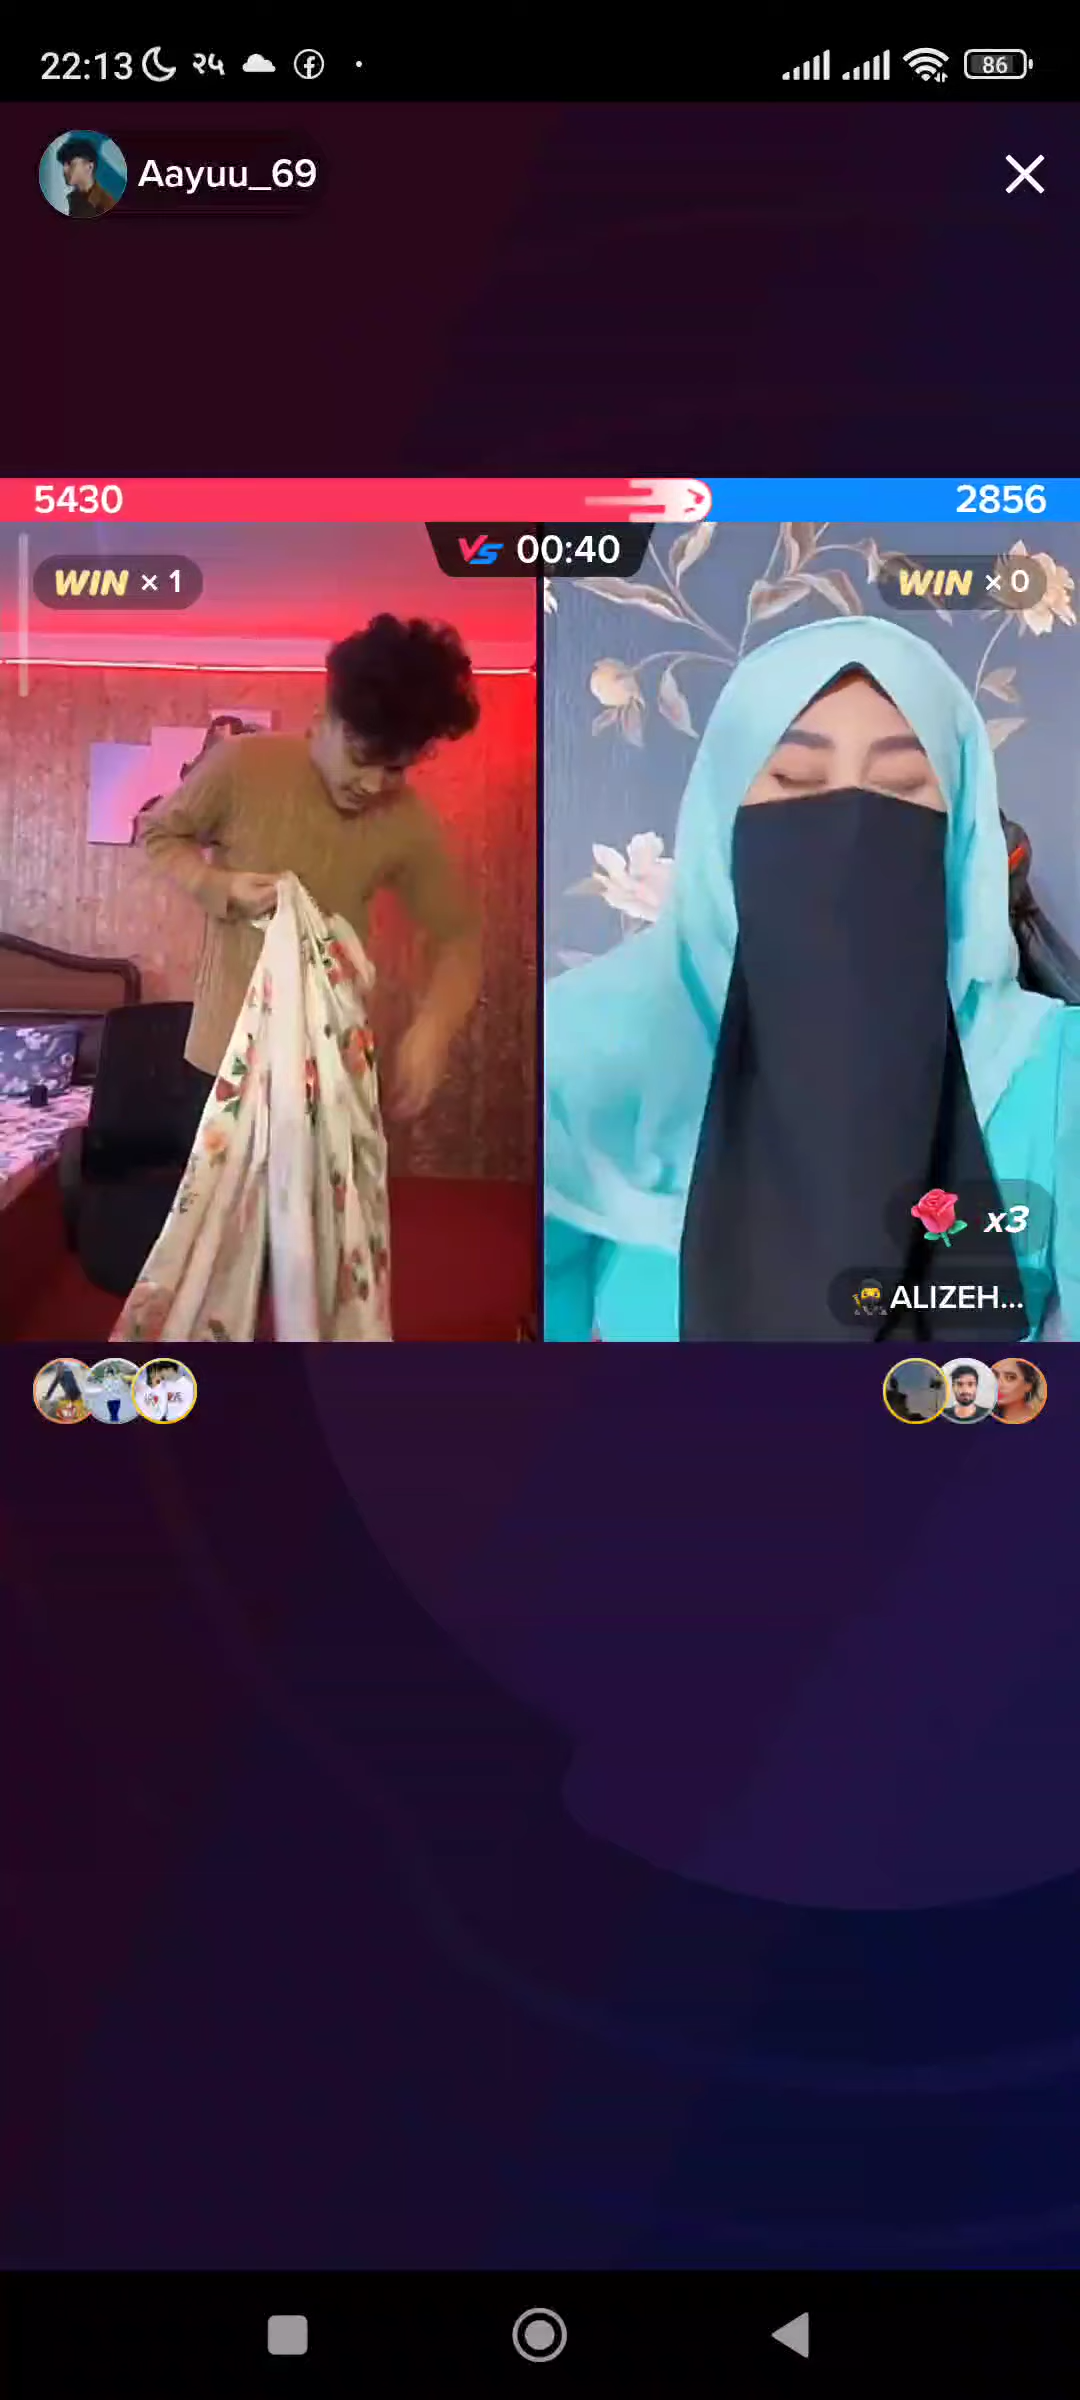 22:13 २५
86
Aayuu_69
5430
2856
VS 00:40
WIN × 1
WIN × 0
x3
ALIZEH...